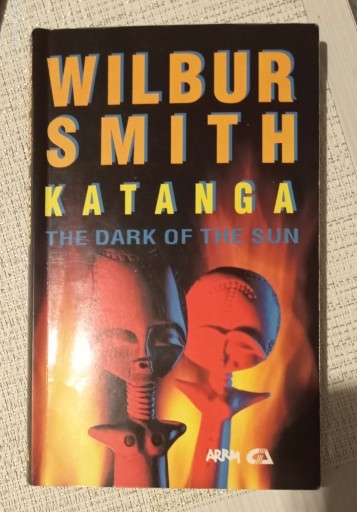 WILBUR
SMITH
KATANGA
THE DARK OF THE SUN
ARRM